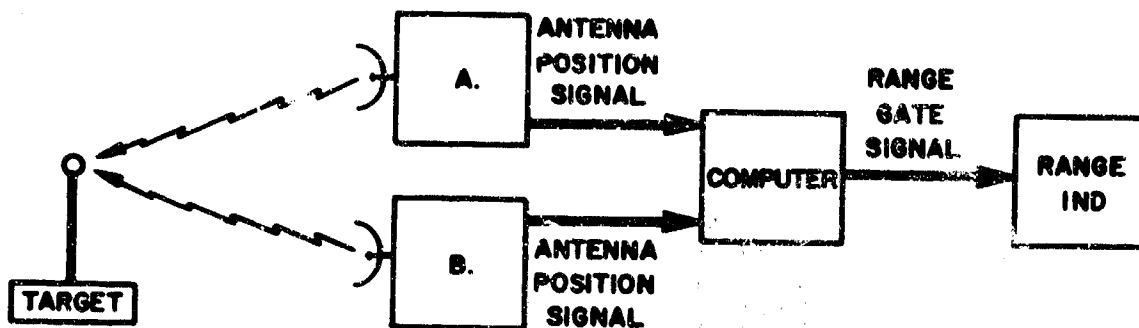 ANTENNA
POSITION
SIGNAL
A.
RANGE
GATE
SIGNAL
COMPUTER
RANGE
IND
B.
ANTENNA
POSITION
SIGNAL
TARGET